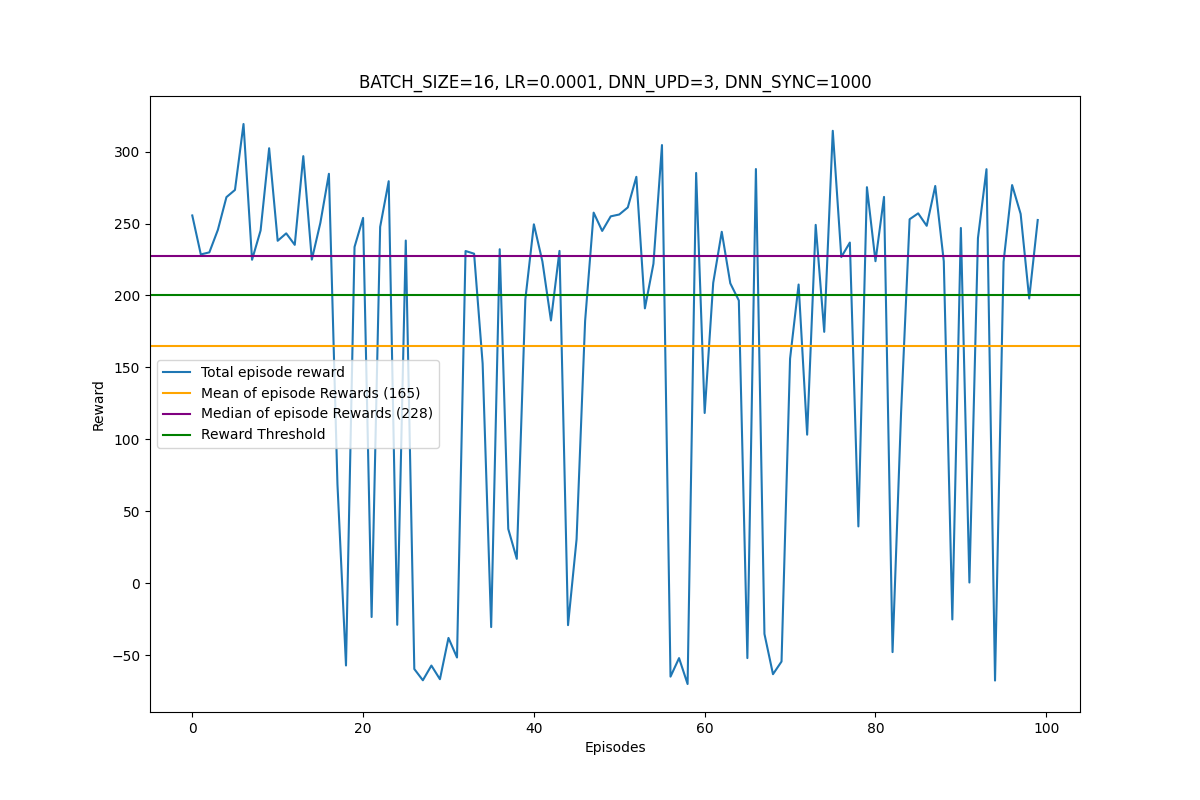 BATCH_SIZE=16, LR=0.0001, DNN_UPD=3, DNN_SYNC=1000
300
250
200
150
100
50
0
−50
Reward
Total episode reward
Mean of episode Rewards (165)
Median of episode Rewards (228)
Reward Threshold
0 20 40 60 80 100
Episodes